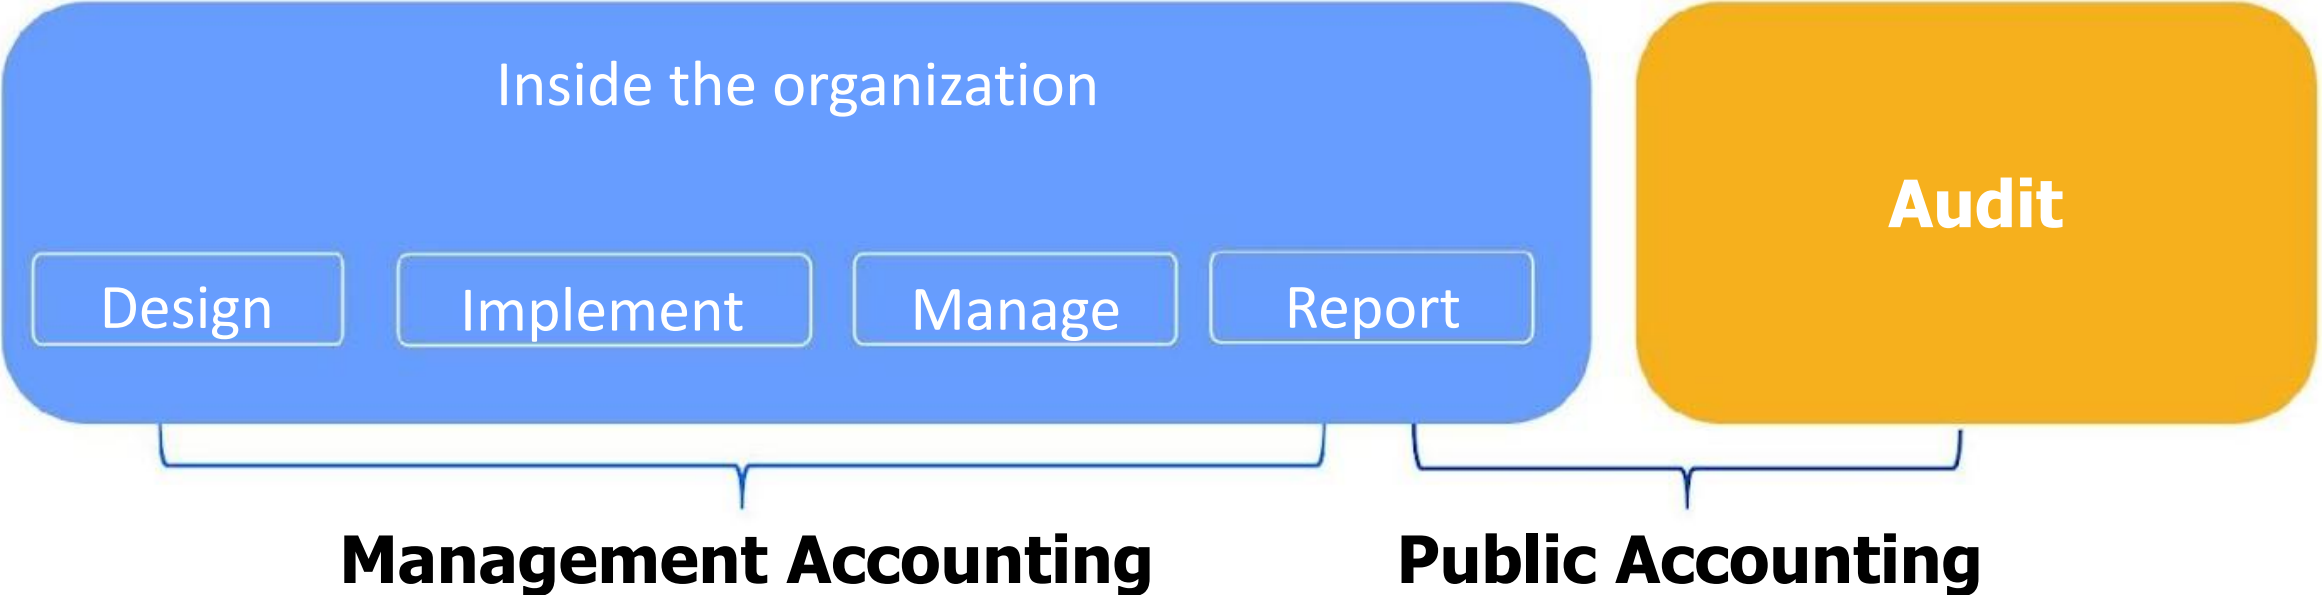 Inside the organization
Audit
Design
Implement
Manage
Report
Management Accounting
Public Accounting